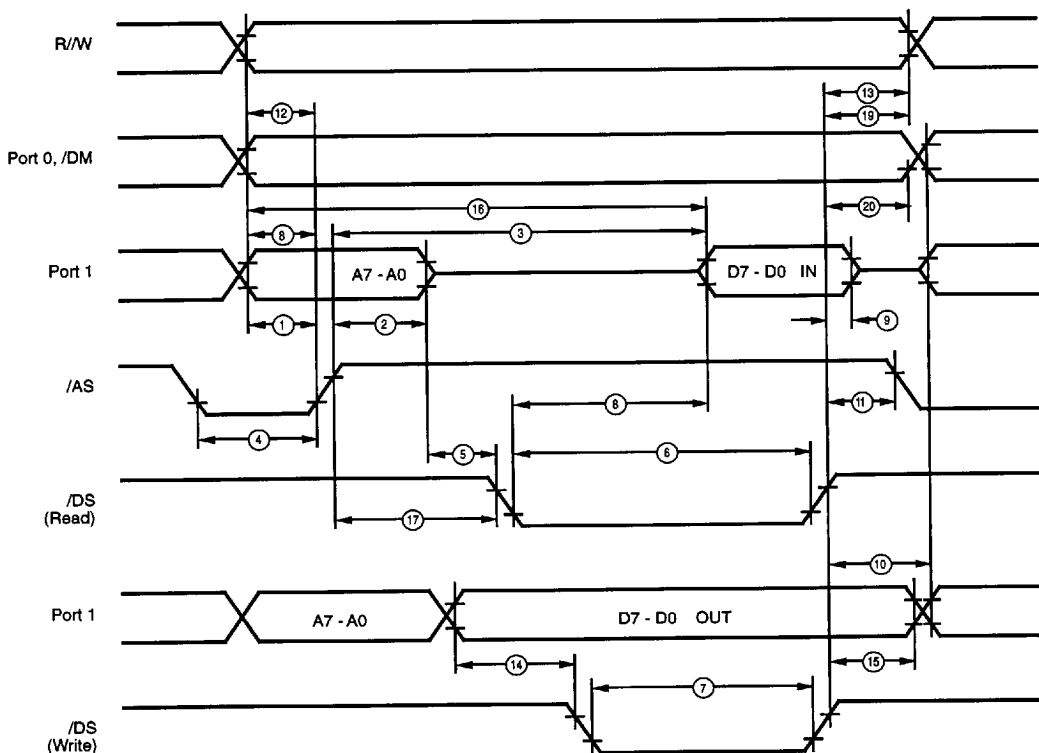 R//W
12
13
19
Port 0, /DM
16
20
8
3
Port 1
A7 - A0
D7 - D0 IN
1
2
9
/AS
8
11
4
5
6
/DS
(Read)
17
10
Port 1
A7 - A0
D7 - D0 OUT
14
15
7
/DS
(Write)